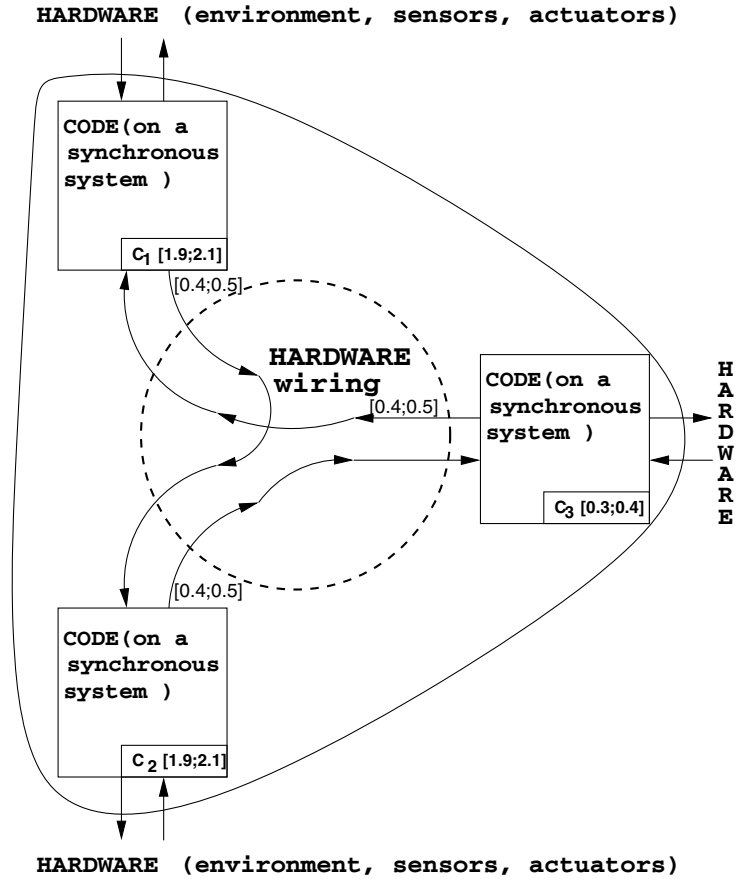 HARDWARE (environment, sensors, actuators)
CODE(on a
synchronous
system )
C1 [1.9;2.1]
[0.4;0.5]
HARDWARE
wiring
[0.4;0.5]
CODE(on a
synchronous
system )
C3 [0.3;0.4]
HARDWARE
[0.4;0.5]
CODE(on a
synchronous
system )
C2 [1.9;2.1]
HARDWARE (environment, sensors, actuators)